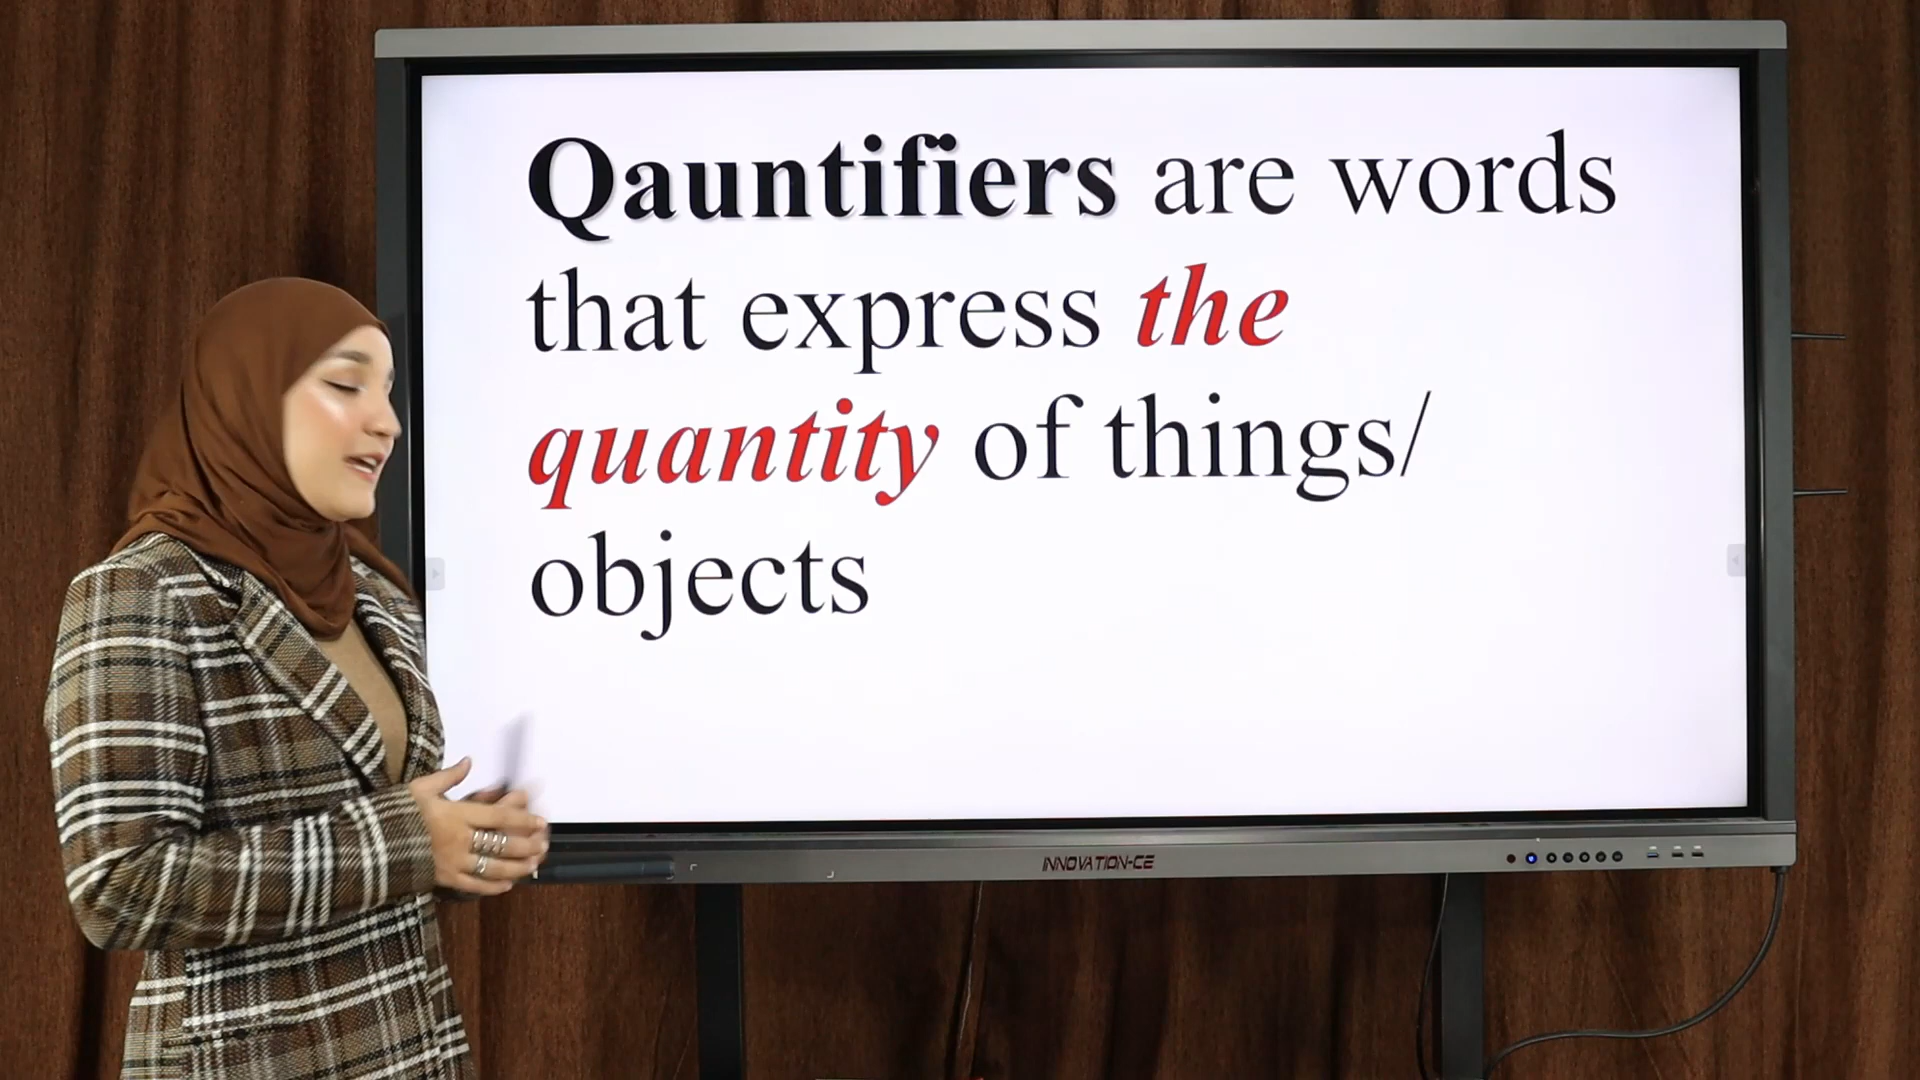 Qauntifiers are words
that express the
quantity of things/
objects
INNOVATION-CE